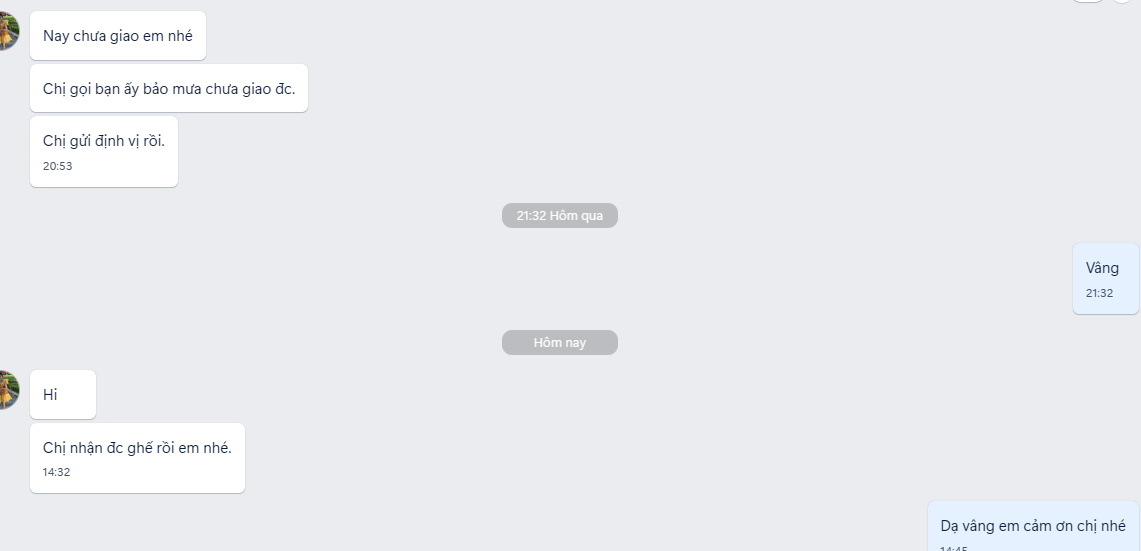 Nay chưa giao em nhé
Chị gọi bạn ấy bảo mưa chưa giao đc.
Chị gửi định vị rồi.
20:53
21:32 Hôm qua
Vâng
21:32
Hôm nay
Hi
Chị nhận đc ghế rồi em nhé.
14:32
Dạ vâng em cảm ơn chị nhé
14:45